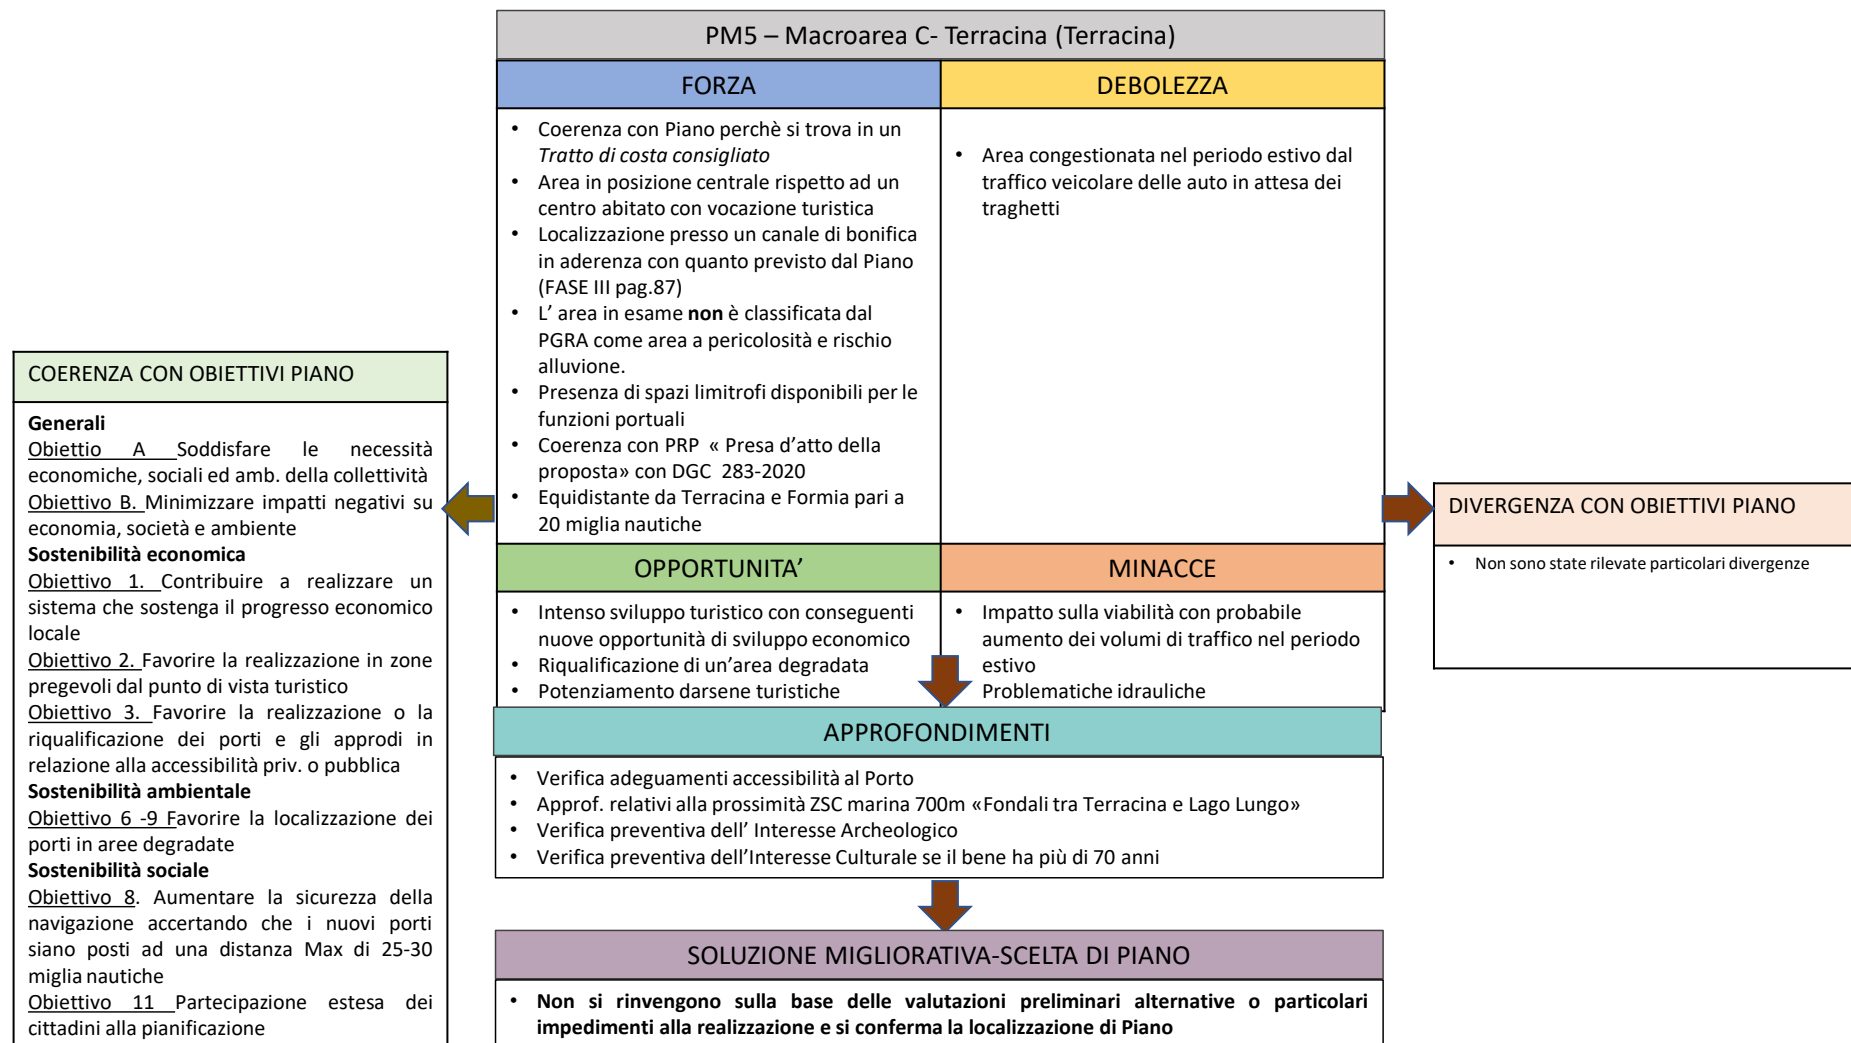 PM5 – Macroarea C- Terracina (Terracina)
FORZA
• Coerenza con Piano perchè si trova in un
Tratto di costa consigliato
• Area in posizione centrale rispetto ad un
centro abitato con vocazione turistica
• Localizzazione presso un canale di bonifica
in aderenza con quanto previsto dal Piano
(FASE III pag.87)
• L’ area in esame non è classificata dal
PGRA come area a pericolosità e rischio
alluvione.
• Presenza di spazi limitrofi disponibili per le
funzioni portuali
• Coerenza con PRP « Presa d’atto della
proposta» con DGC 283-2020
• Equidistante da Terracina e Formia pari a
20 miglia nautiche
DEBOLEZZA
• Area congestionata nel periodo estivo dal
traffico veicolare delle auto in attesa dei
traghetti
OPPORTUNITA’
• Intenso sviluppo turistico con conseguenti
nuove opportunità di sviluppo economico
• Riqualificazione di un’area degradata
• Potenziamento darsene turistiche
MINACCE
• Impatto sulla viabilità con probabile
aumento dei volumi di traffico nel periodo
estivo
Problematiche idrauliche
COERENZA CON OBIETTIVI PIANO
Generali
Obiettio A Soddisfare le necessità
economiche, sociali ed amb. della collettività
Obiettivo B. Minimizzare impatti negativi su
economia, società e ambiente
Sostenibilità economica
Obiettivo 1. Contribuire a realizzare un
sistema che sostenga il progresso economico
locale
Obiettivo 2. Favorire la realizzazione in zone
pregevoli dal punto di vista turistico
Obiettivo 3. Favorire la realizzazione o la
riqualificazione dei porti e gli approdi in
relazione alla accessibilità priv. o pubblica
Sostenibilità ambientale
Obiettivo 6 -9 Favorire la localizzazione dei
porti in aree degradate
Sostenibilità sociale
Obiettivo 8. Aumentare la sicurezza della
navigazione accertando che i nuovi porti
siano posti ad una distanza Max di 25-30
miglia nautiche
Obiettivo 11 Partecipazione estesa dei
cittadini alla pianificazione
DIVERGENZA CON OBIETTIVI PIANO
• Non sono state rilevate particolari divergenze
APPROFONDIMENTI
• Verifica adeguamenti accessibilità al Porto
• Approf. relativi alla prossimità ZSC marina 700m «Fondali tra Terracina e Lago Lungo»
• Verifica preventiva dell’ Interesse Archeologico
• Verifica preventiva dell’Interesse Culturale se il bene ha più di 70 anni
SOLUZIONE MIGLIORATIVA-SCELTA DI PIANO
• Non si rinvengono sulla base delle valutazioni preliminari alternative o particolari
impedimenti alla realizzazione e si conferma la localizzazione di Piano